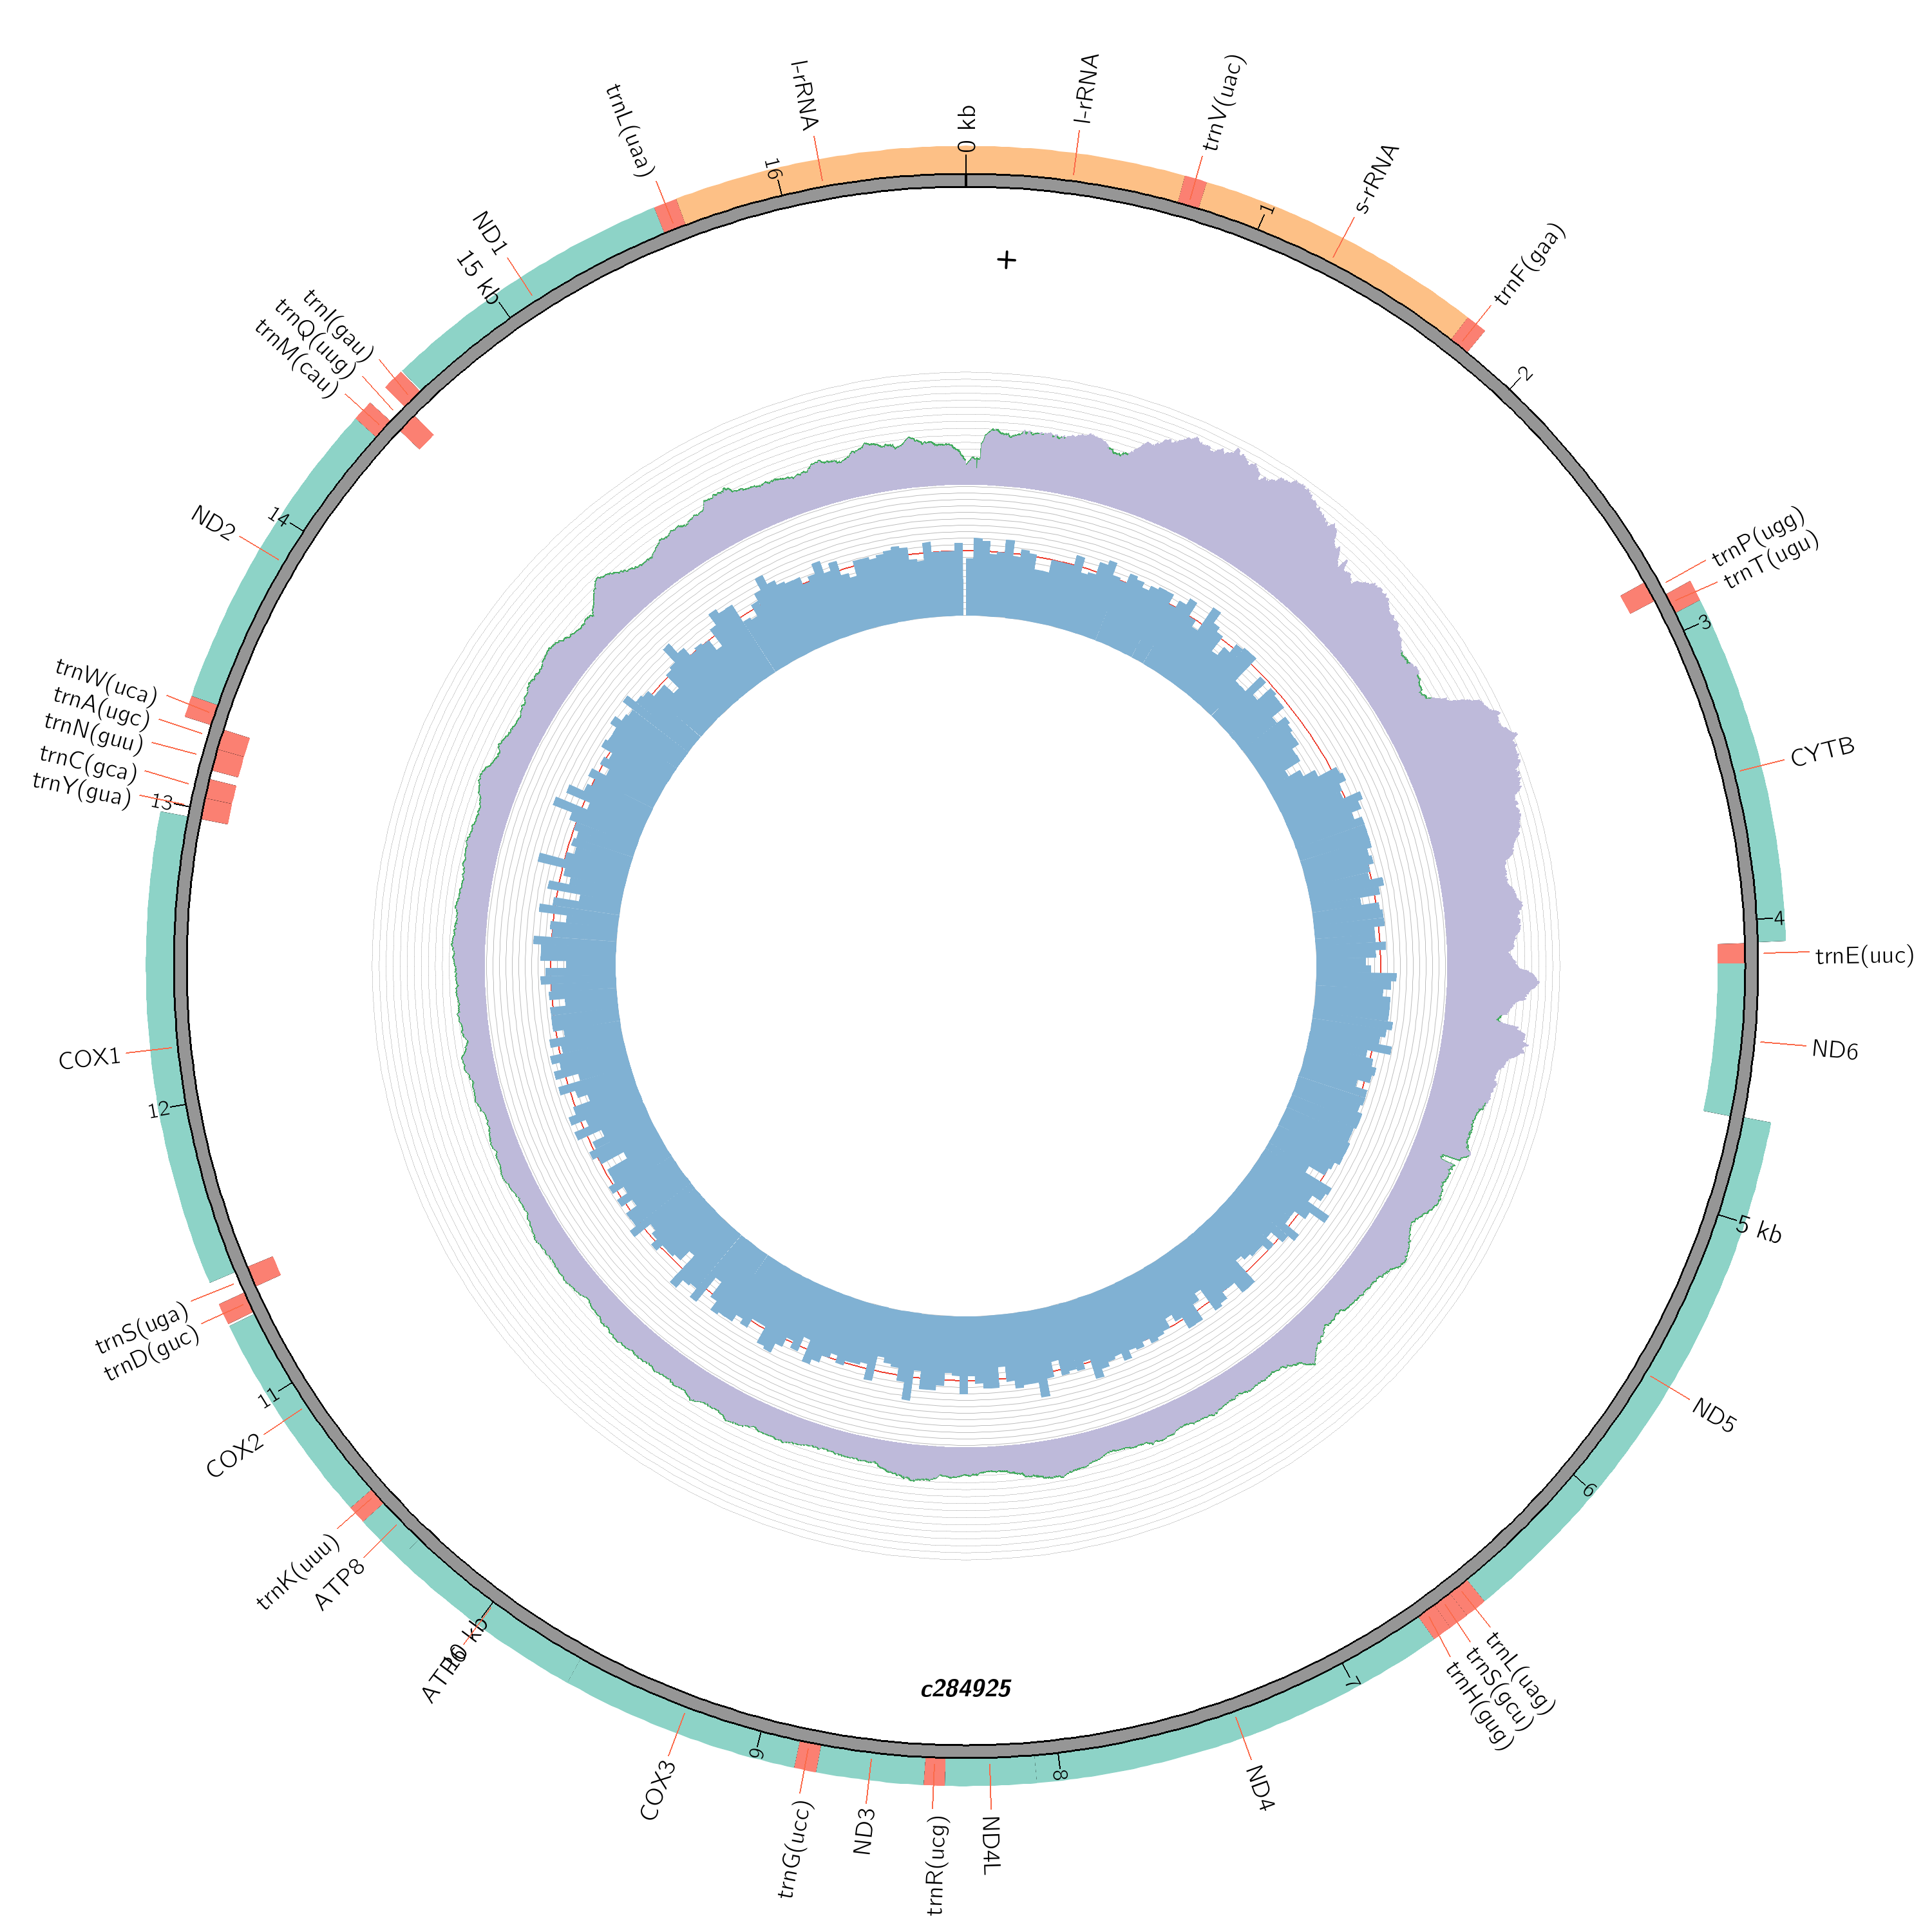 0 kb
l-rRNA
trnV(uac)
1
s-rRNA
trnF(gaa)
2
trnP(ugg)
trnT(ugu)
3
CYTB
4
trnE(uuc)
ND6
5 kb
ND5
6
trnL(uag)
trnS(gcu)
trnH(gug)
7
ND4
8
ND4L
trnR(ucg)
ND3
trnG(ucc)
9
COX3
10 kb
ATP6
ATP8
trnK(uuu)
COX2
11
trnD(guc)
trnS(uga)
12
COX1
13
trnY(gua)
trnC(gca)
trnN(guu)
trnA(ugc)
trnW(uca)
ND2
14
trnM(cau)
trnQ(uug)
trnI(gau)
15 kb
ND1
trnL(uaa)
16
l-rRNA
+
c284925